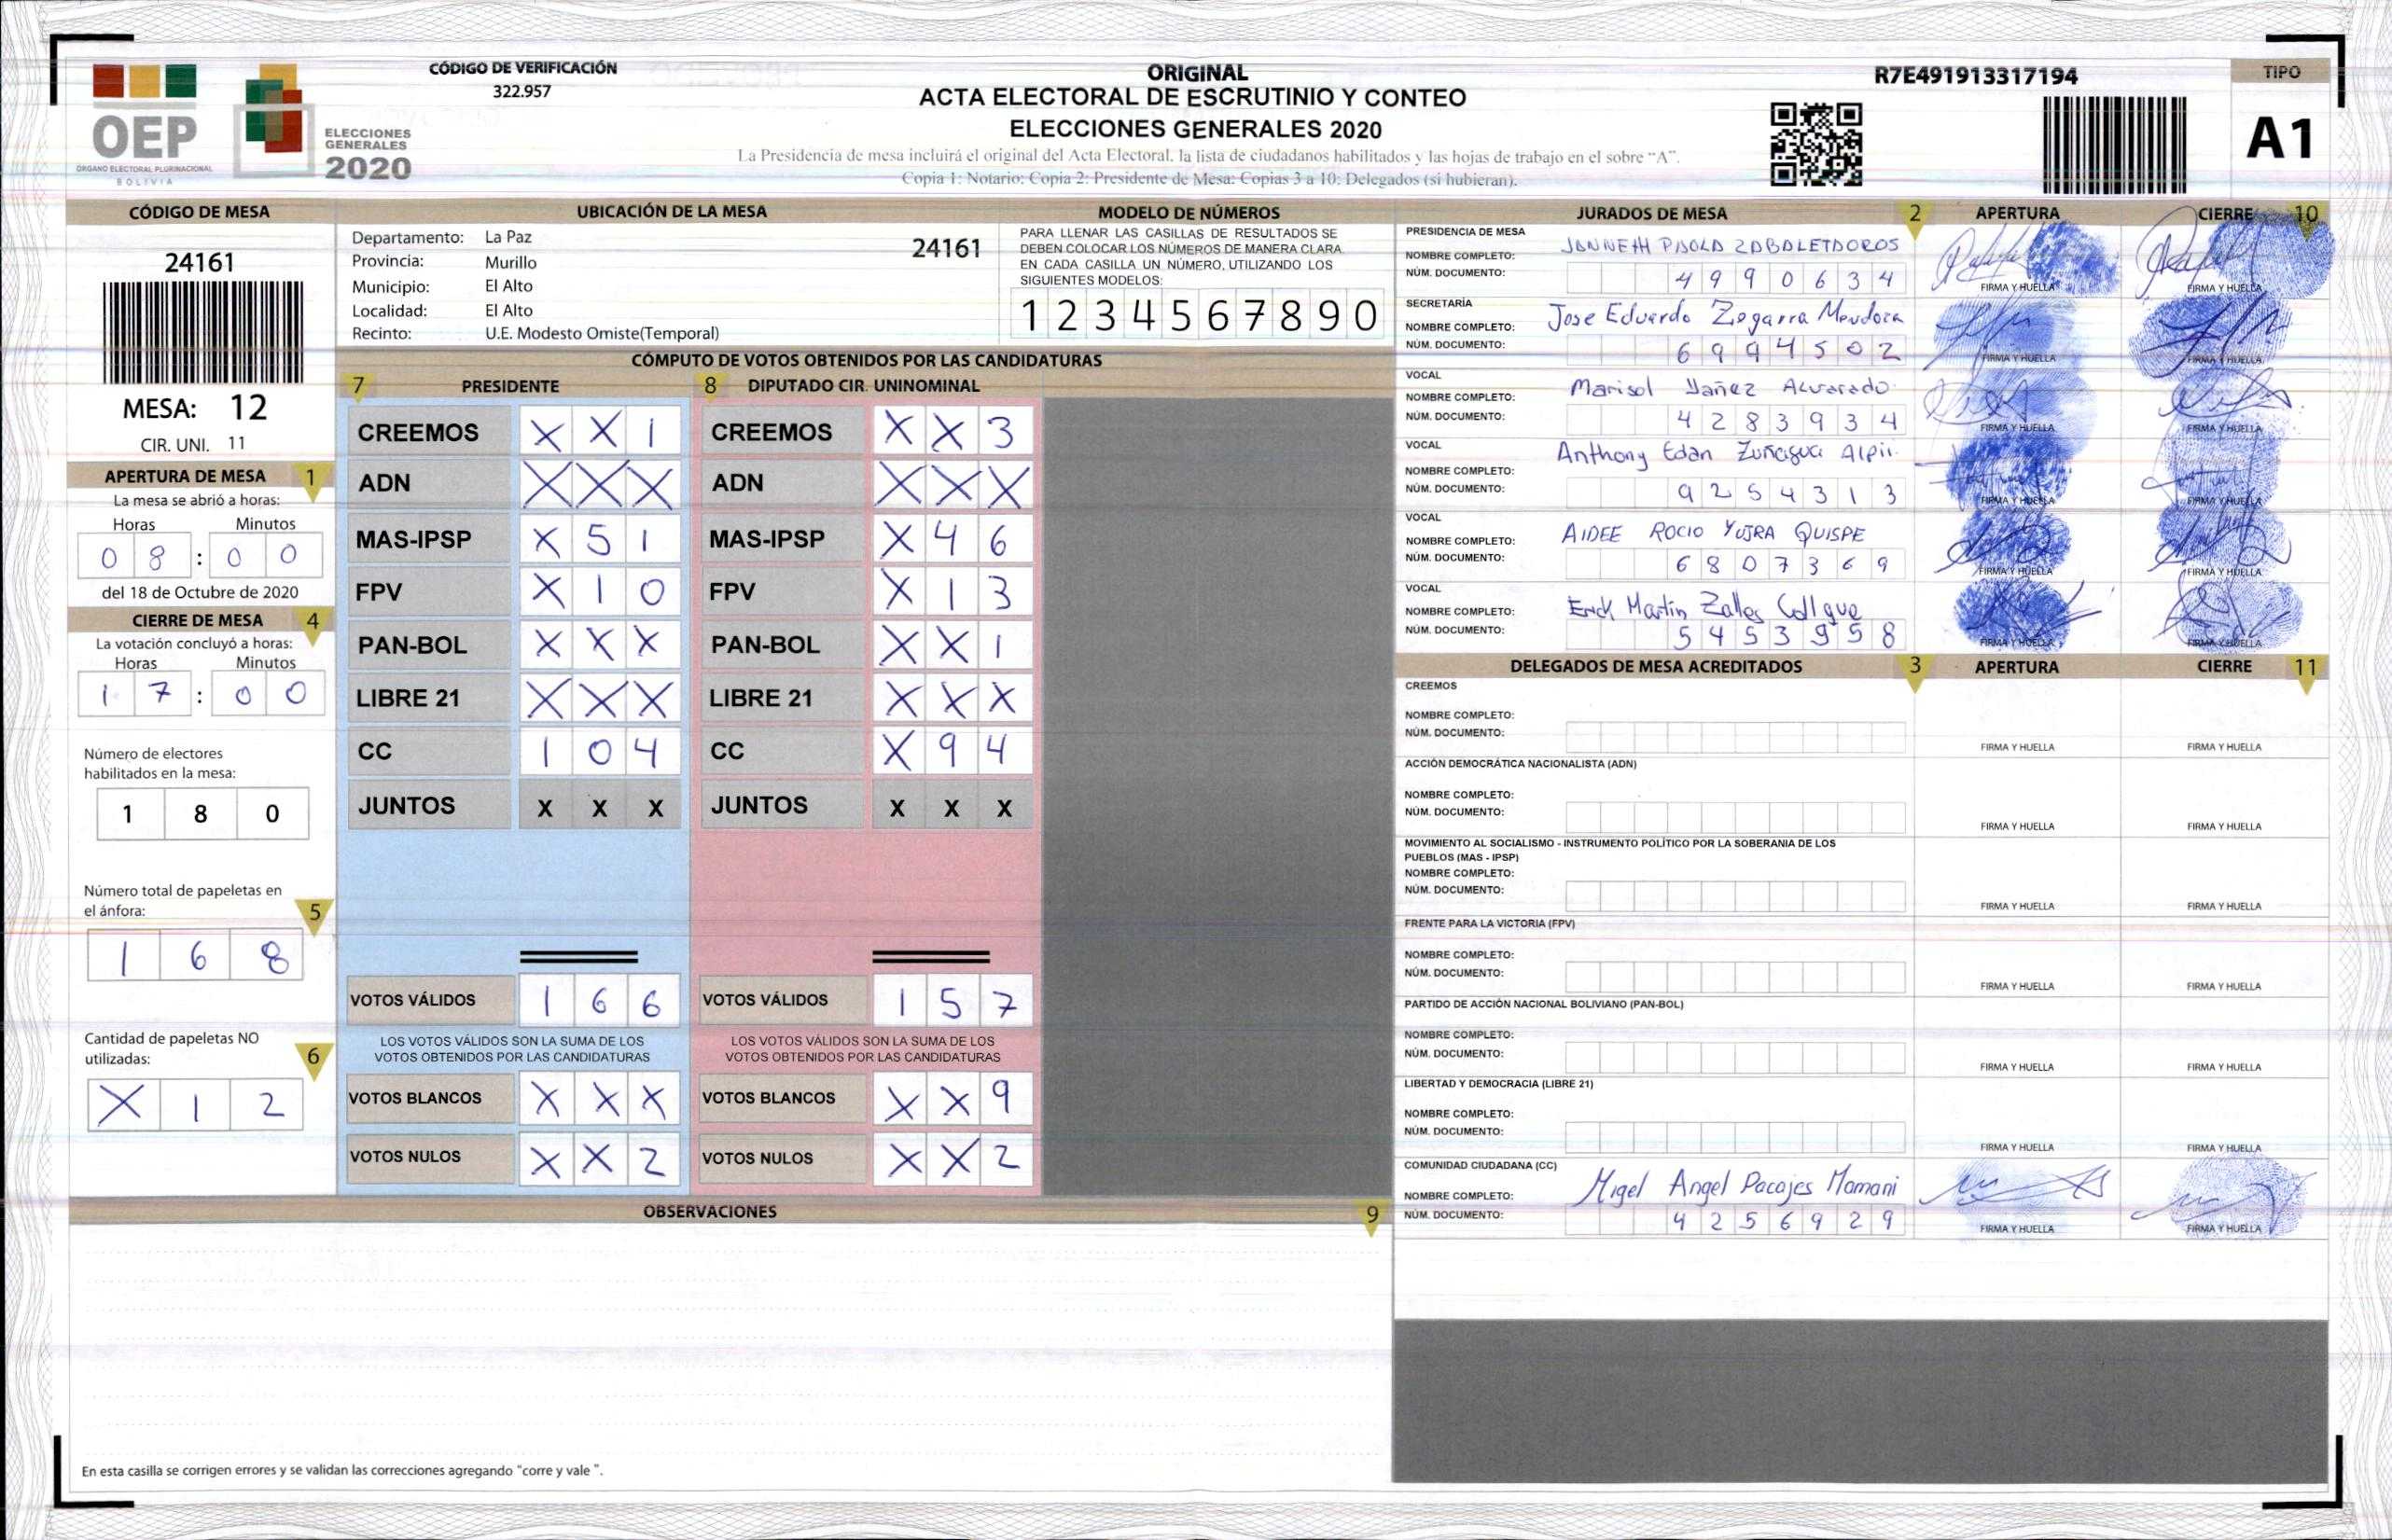 CÓDIGO DE VERIFICACIÓN
322.957
OEP
ÓRGANO ELECTORAL PLURINACIONAL
BOLIVIA
ELECCIONES
GENERALES
2020
ORIGINAL
ACTA ELECTORAL DE ESCRUTINIO Y CONTEO
ELECCIONES GENERALES 2020
La Presidencia de mesa incluirá el original del Acta Electoral, la lista de ciudadanos habilitados y las hojas de trabajo en el sobre "A".
Copia 1: Notario; Copia 2: Presidente de Mesa; Copias 3 a 10: Delegados (si hubieran).
R7E491913317194
TIPO
A1
CÓDIGO DE MESA
24161
MESA: 12
CIR. UNI. 11
APERTURA DE MESA 1
La mesa se abrió a horas:
Horas Minutos
0 8 : 0 0
del 18 de Octubre de 2020
CIERRE DE MESA 4
La votación concluyó a horas:
Horas Minutos
1 7 : 0 0
Número de electores
habilitados en la mesa:
1 8 0
Número total de papeletas en
el ánfora: 5
1 6 8
Cantidad de papeletas NO
utilizadas: 6
X 1 2
UBICACIÓN DE LA MESA
Departamento: La Paz
24161
Provincia: Murillo
Municipio: El Alto
Localidad: El Alto
Recinto: U.E. Modesto Omiste(Temporal)
MODELO DE NÚMEROS
PARA LLENAR LAS CASILLAS DE RESULTADOS SE
DEBEN COLOCAR LOS NÚMEROS DE MANERA CLARA
EN CADA CASILLA UN NÚMERO, UTILIZANDO LOS
SIGUIENTES MODELOS:
1 2 3 4 5 6 7 8 9 0
CÓMPUTO DE VOTOS OBTENIDOS POR LAS CANDIDATURAS
7 PRESIDENTE 8 DIPUTADO CIR. UNINOMINAL
CREEMOS X X 1 CREEMOS X X 3
ADN X X X ADN X X X
MAS-IPSP X 5 1 MAS-IPSP X 4 6
FPV X 1 0 FPV X 1 3
PAN-BOL X X X PAN-BOL X X 1
LIBRE 21 X X X LIBRE 21 X X X
CC 1 0 4 CC X 9 4
JUNTOS X X X JUNTOS X X X
VOTOS VÁLIDOS 1 6 6 VOTOS VÁLIDOS 1 5 7
LOS VOTOS VÁLIDOS SON LA SUMA DE LOS LOS VOTOS VÁLIDOS SON LA SUMA DE LOS
VOTOS OBTENIDOS POR LAS CANDIDATURAS VOTOS OBTENIDOS POR LAS CANDIDATURAS
VOTOS BLANCOS X X X VOTOS BLANCOS X X 9
VOTOS NULOS X X 2 VOTOS NULOS X X 2
OBSERVACIONES 9
En esta casilla se corrigen errores y se validan las correcciones agregando "corre y vale ".
JURADOS DE MESA 2 APERTURA CIERRE 10
PRESIDENCIA DE MESA
NOMBRE COMPLETO: JANNETH PAOLA ZABALETA OROS
NÚM. DOCUMENTO: 4 9 9 0 6 3 4
FIRMA Y HUELLA FIRMA Y HUELLA
SECRETARÍA
NOMBRE COMPLETO: Jose Eduardo Zegarra Mendoza
NÚM. DOCUMENTO: 6 9 9 4 5 0 2
FIRMA Y HUELLA FIRMA Y HUELLA
VOCAL
NOMBRE COMPLETO: Marisol Yañez Alvarado
NÚM. DOCUMENTO: 4 2 8 3 9 3 4
FIRMA Y HUELLA FIRMA Y HUELLA
VOCAL
NOMBRE COMPLETO: Anthony Edan Zuñagua
NÚM. DOCUMENTO: 9 2 5 4 3 1 3
FIRMA Y HUELLA FIRMA Y HUELLA
VOCAL
NOMBRE COMPLETO: AIDEE ROCIO YUJRA QUISPE
NÚM. DOCUMENTO: 6 8 0 7 3 6 9
FIRMA Y HUELLA FIRMA Y HUELLA
VOCAL
NOMBRE COMPLETO: Erick Martin Zalles Collque
NÚM. DOCUMENTO: 5 4 5 3 9 5 8
FIRMA Y HUELLA FIRMA Y HUELLA
DELEGADOS DE MESA ACREDITADOS 3 APERTURA CIERRE 11
CREEMOS
NOMBRE COMPLETO:
NÚM. DOCUMENTO:
FIRMA Y HUELLA FIRMA Y HUELLA
ACCIÓN DEMOCRÁTICA NACIONALISTA (ADN)
NOMBRE COMPLETO:
NÚM. DOCUMENTO:
FIRMA Y HUELLA FIRMA Y HUELLA
MOVIMIENTO AL SOCIALISMO - INSTRUMENTO POLÍTICO POR LA SOBERANIA DE LOS
PUEBLOS (MAS - IPSP)
NOMBRE COMPLETO:
NÚM. DOCUMENTO:
FIRMA Y HUELLA FIRMA Y HUELLA
FRENTE PARA LA VICTORIA (FPV)
NOMBRE COMPLETO:
NÚM. DOCUMENTO:
FIRMA Y HUELLA FIRMA Y HUELLA
PARTIDO DE ACCIÓN NACIONAL BOLIVIANO (PAN-BOL)
NOMBRE COMPLETO:
NÚM. DOCUMENTO:
FIRMA Y HUELLA FIRMA Y HUELLA
LIBERTAD Y DEMOCRACIA (LIBRE 21)
NOMBRE COMPLETO:
NÚM. DOCUMENTO:
FIRMA Y HUELLA FIRMA Y HUELLA
COMUNIDAD CIUDADANA (CC)
NOMBRE COMPLETO: Migel Angel Pacajes Mamani
NÚM. DOCUMENTO: 4 2 5 6 9 2 9
FIRMA Y HUELLA FIRMA Y HUELLA